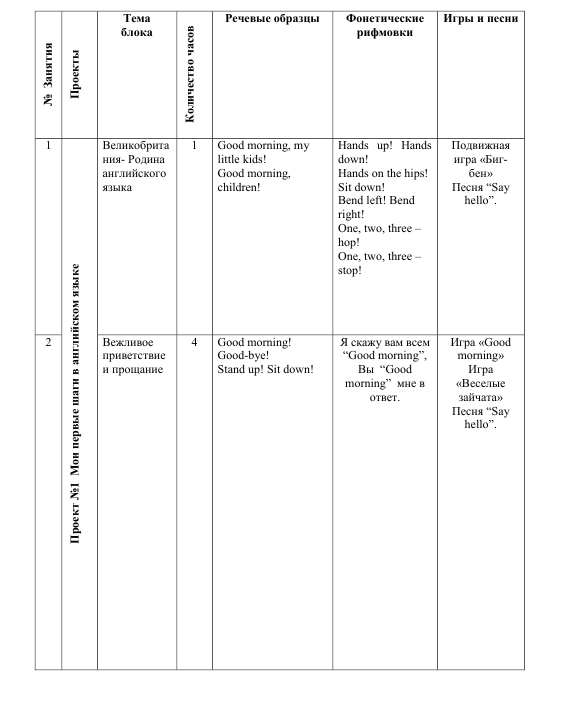 № Занятия
Проекты
Тема
блока
Количество часов
Речевые образцы
Фонетические
рифмовки
Игры и песни
1
Проект №1 Мои первые шаги в английском языке
Великобрита
ния- Родина
английского
языка
1
Good morning, my
little kids!
Good morning,
children!
Hands up! Hands
down!
Hands on the hips!
Sit down!
Bend left! Bend
right!
One, two, three –
hop!
One, two, three –
stop!
Подвижная
игра «Биг-
бен»
Песня “Say
hello”.
2
Вежливое
приветствие
и прощание
4
Good morning!
Good-bye!
Stand up! Sit down!
Я скажу вам всем
“Good morning”,
Вы “Good
morning” мне в
ответ.
Игра «Good
morning»
Игра
«Веселые
зайчата»
Песня “Say
hello”.